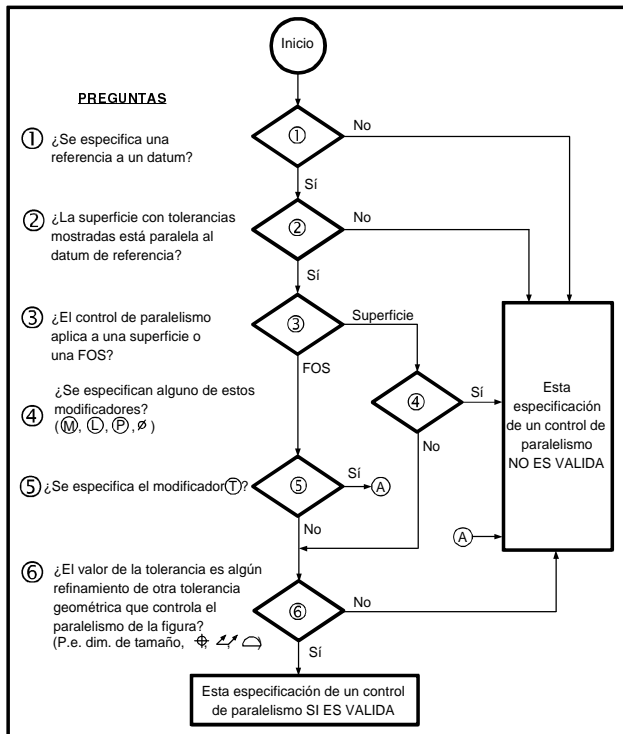 Inicio
PREGUNTAS
① ¿Se especifica una
referencia a un datum?
①
No
Sí
② ¿La superficie con tolerancias
mostradas está paralela al
datum de referencia?
②
No
Sí
③ ¿El control de paralelismo
aplica a una superficie o
una FOS?
③
Superficie
FOS
④ ¿Se especifican alguno de estos
modificadores?
(Ⓜ, Ⓛ, Ⓟ, ø )
④
Sí
No
Esta
especificación
de un control de
paralelismo
NO ES VALIDA
⑤ ¿Se especifica el modificador Ⓣ?
⑤
Sí
Ⓐ
No
Ⓐ
⑥ ¿El valor de la tolerancia es algún
refinamiento de otra tolerancia
geométrica que controla el
paralelismo de la figura?
(P.e. dim. de tamaño, ⌖, ⌰, ⌓)
⑥
No
Sí
Esta especificación de un control
de paralelismo SI ES VALIDA